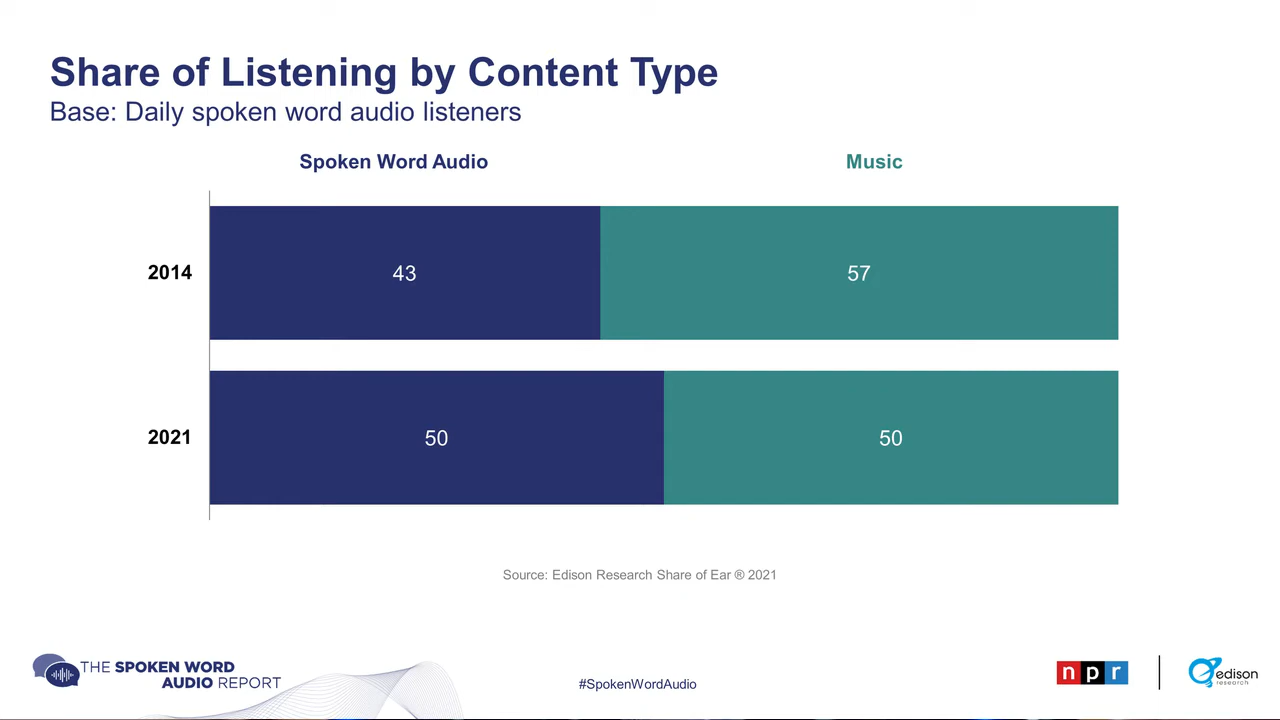 Share of Listening by Content Type
Base: Daily spoken word audio listeners
Spoken Word Audio Music
2014 43 57
2021 50 50
Source: Edison Research Share of Ear ® 2021
THE SPOKEN WORD
AUDIO REPORT
#SpokenWordAudio
npr
edison
research